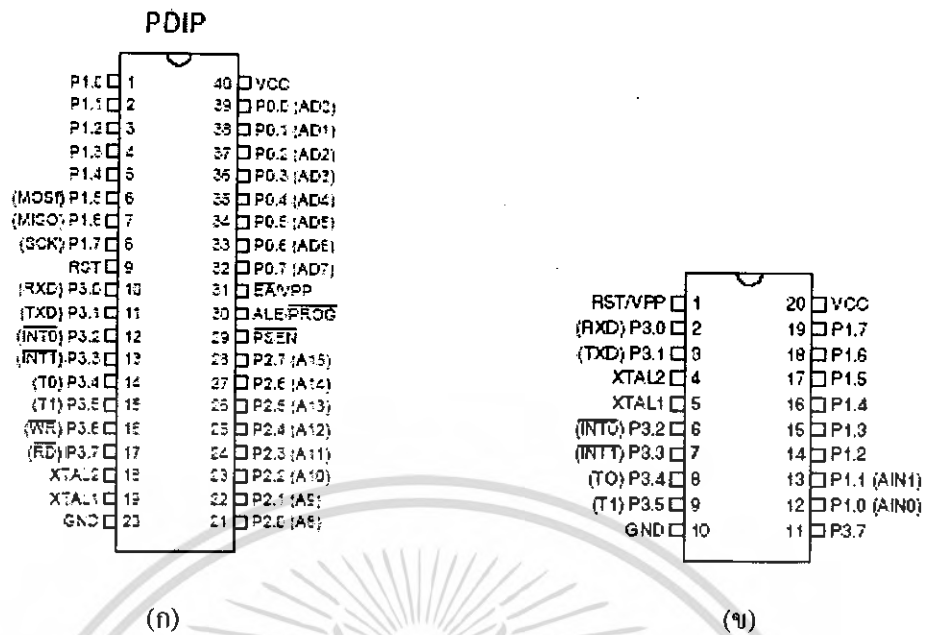 PDIP
P1.0 1 40 VCC
P1.1 2 39 P0.0 (AD0)
P1.2 3 38 P0.1 (AD1)
P1.3 4 37 P0.2 (AD2)
P1.4 5 36 P0.3 (AD3)
(MOSI) P1.5 6 35 P0.4 (AD4)
(MISO) P1.6 7 34 P0.5 (AD5)
(SCK) P1.7 8 33 P0.6 (AD6)
RST 9 32 P0.7 (AD7)
(RXD) P3.0 10 31 EA/VPP
(TXD) P3.1 11 30 ALE/PROG
(INT0) P3.2 12 29 PSEN
(INT1) P3.3 13 28 P2.7 (A15)
(T0) P3.4 14 27 P2.6 (A14)
(T1) P3.5 15 26 P2.5 (A13)
(WR) P3.6 16 25 P2.4 (A12)
(RD) P3.7 17 24 P2.3 (A11)
XTAL2 18 23 P2.2 (A10)
XTAL1 19 22 P2.1 (A9)
GND 20 21 P2.0 (A8)
(ก)
RST/VPP 1 20 VCC
(RXD) P3.0 2 19 P1.7
(TXD) P3.1 3 18 P1.6
XTAL2 4 17 P1.5
XTAL1 5 16 P1.4
(INT0) P3.2 6 15 P1.3
(INT1) P3.3 7 14 P1.2
(TO) P3.4 8 13 P1.1 (AIN1)
(T1) P3.5 9 12 P1.0 (AIN0)
GND 10 11 P3.7
(ข)